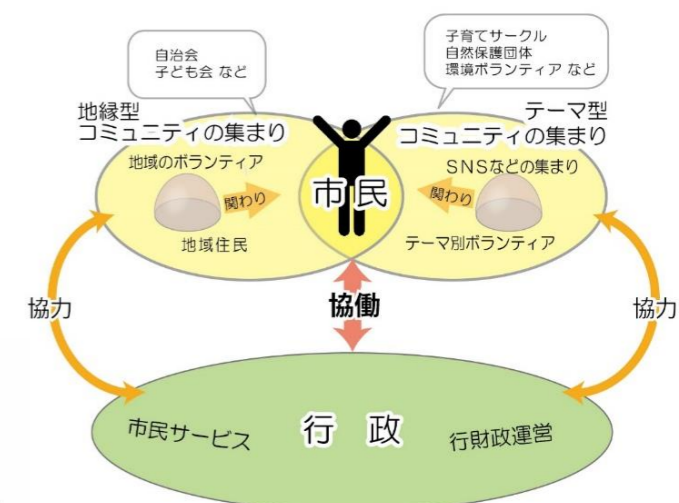 自治会
子ども会 など
子育てサークル
自然保護団体
環境ボランティア など
地縁型
コミュニティの集まり
テーマ型
コミュニティの集まり
地域のボランティア
SNSなどの集まり
関わり
市民
関わり
地域住民
テーマ別ボランティア
協力
協働
協力
市民サービス
行 政
行財政運営